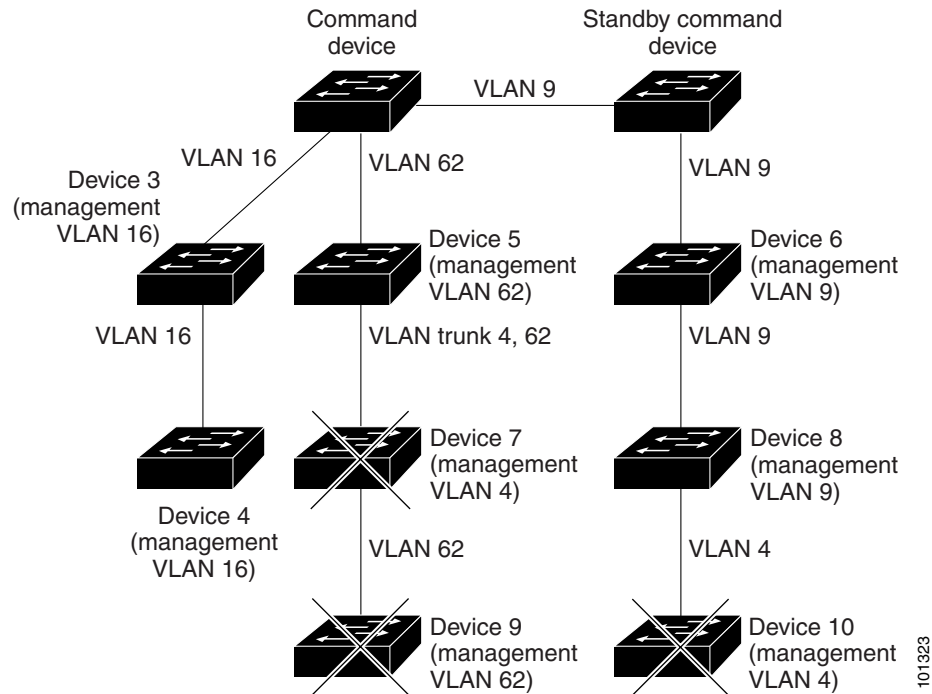 Command
device
Standby command
device
VLAN 9
VLAN 16
VLAN 62
VLAN 9
Device 3
(management
VLAN 16)
Device 5
(management
VLAN 62)
Device 6
(management
VLAN 9)
VLAN 16
VLAN trunk 4, 62
VLAN 9
Device 7
(management
VLAN 4)
Device 8
(management
VLAN 9)
Device 4
(management
VLAN 16)
VLAN 62
VLAN 4
Device 9
(management
VLAN 62)
Device 10
(management
VLAN 4)
101323